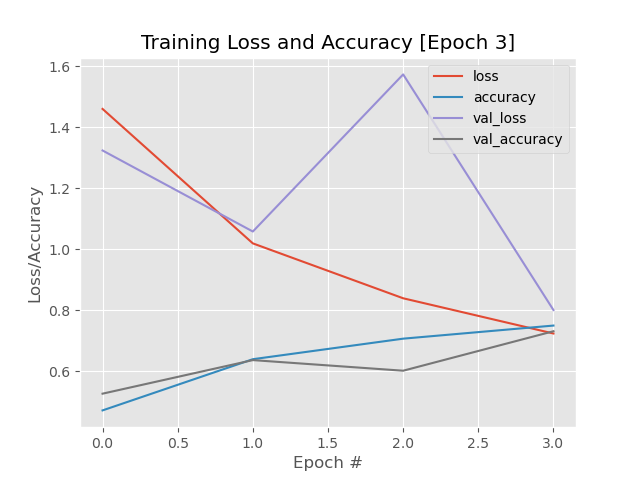 Training Loss and Accuracy [Epoch 3]
loss
accuracy
val_loss
val_accuracy
1.6
1.4
1.2
1.0
0.8
0.6
Loss/Accuracy
0.0 0.5 1.0 1.5 2.0 2.5 3.0
Epoch #